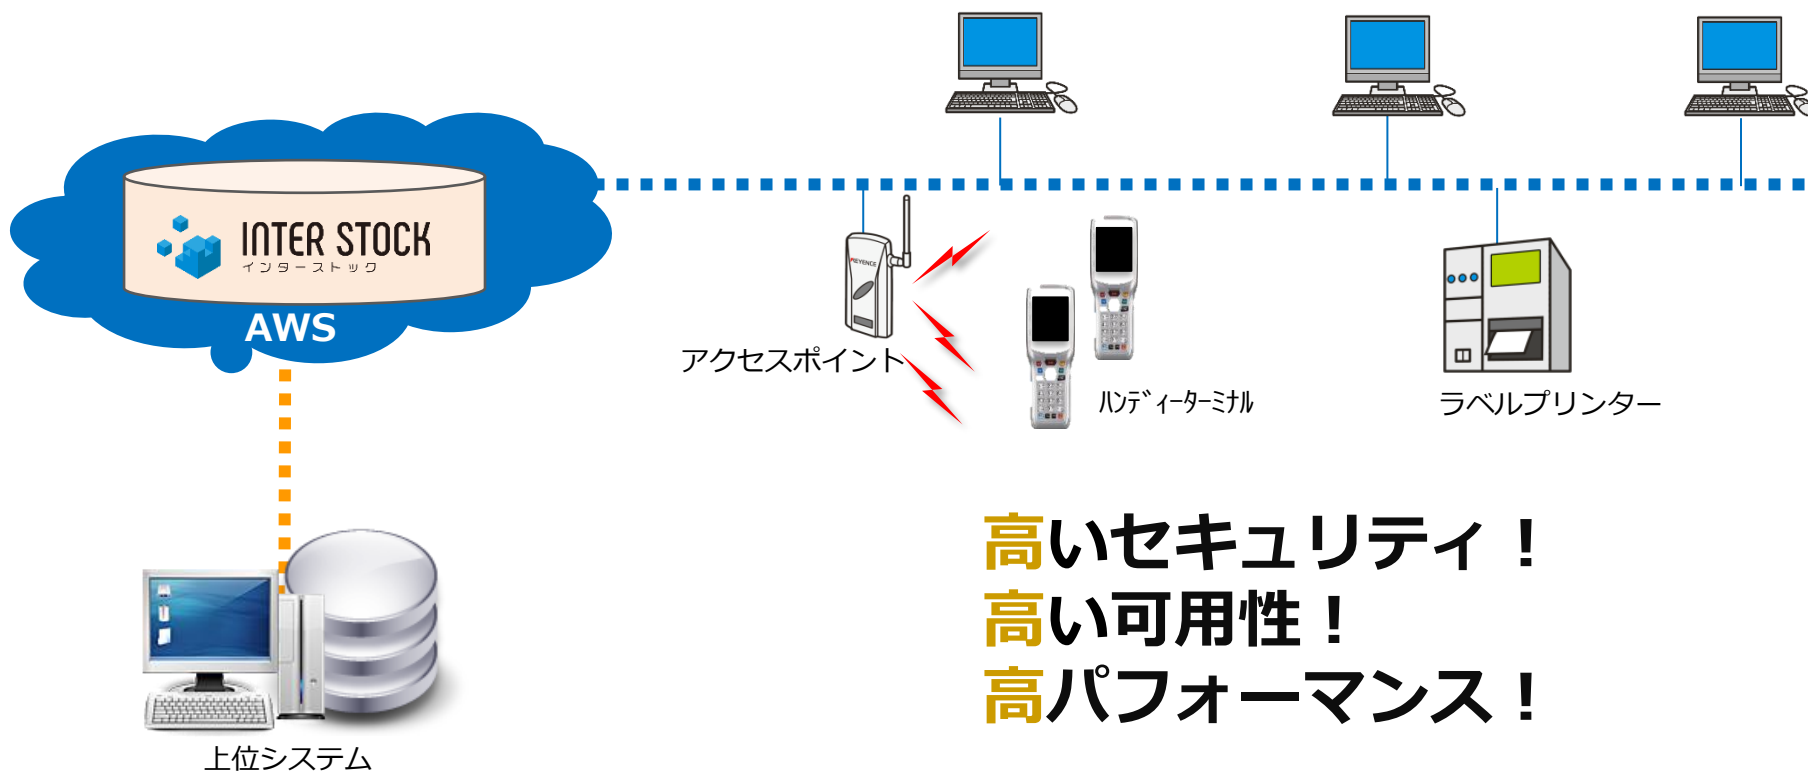 INTER STOCK
インターストック
AWS
KEYENCE
アクセスポイント
ﾊﾝﾃﾞｨｰﾀｰﾐﾅﾙ
ラベルプリンター
高いセキュリティ！
高い可用性！
高パフォーマンス！
上位システム